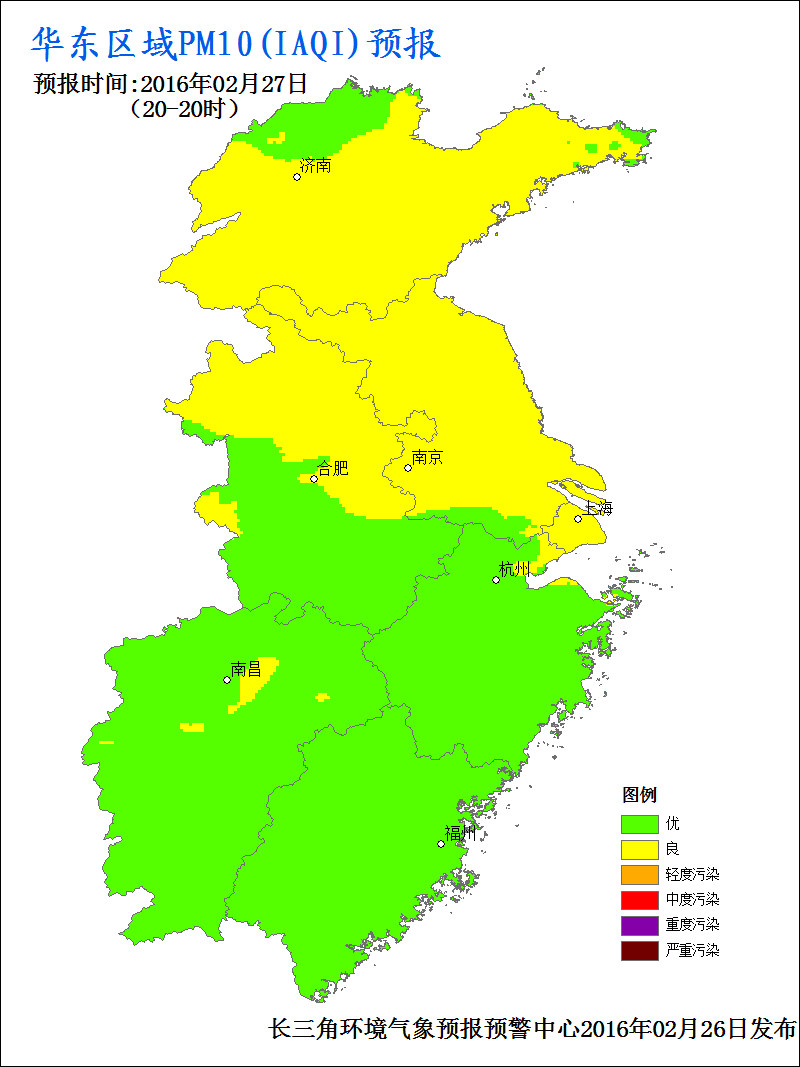 华东区域PM10(IAQI)预报
预报时间:2016年02月27日
（20-20时）
济南
南京
合肥
上海
杭州
南昌
福州
图例
优
良
轻度污染
中度污染
重度污染
严重污染
长三角环境气象预报预警中心2016年02月26日发布